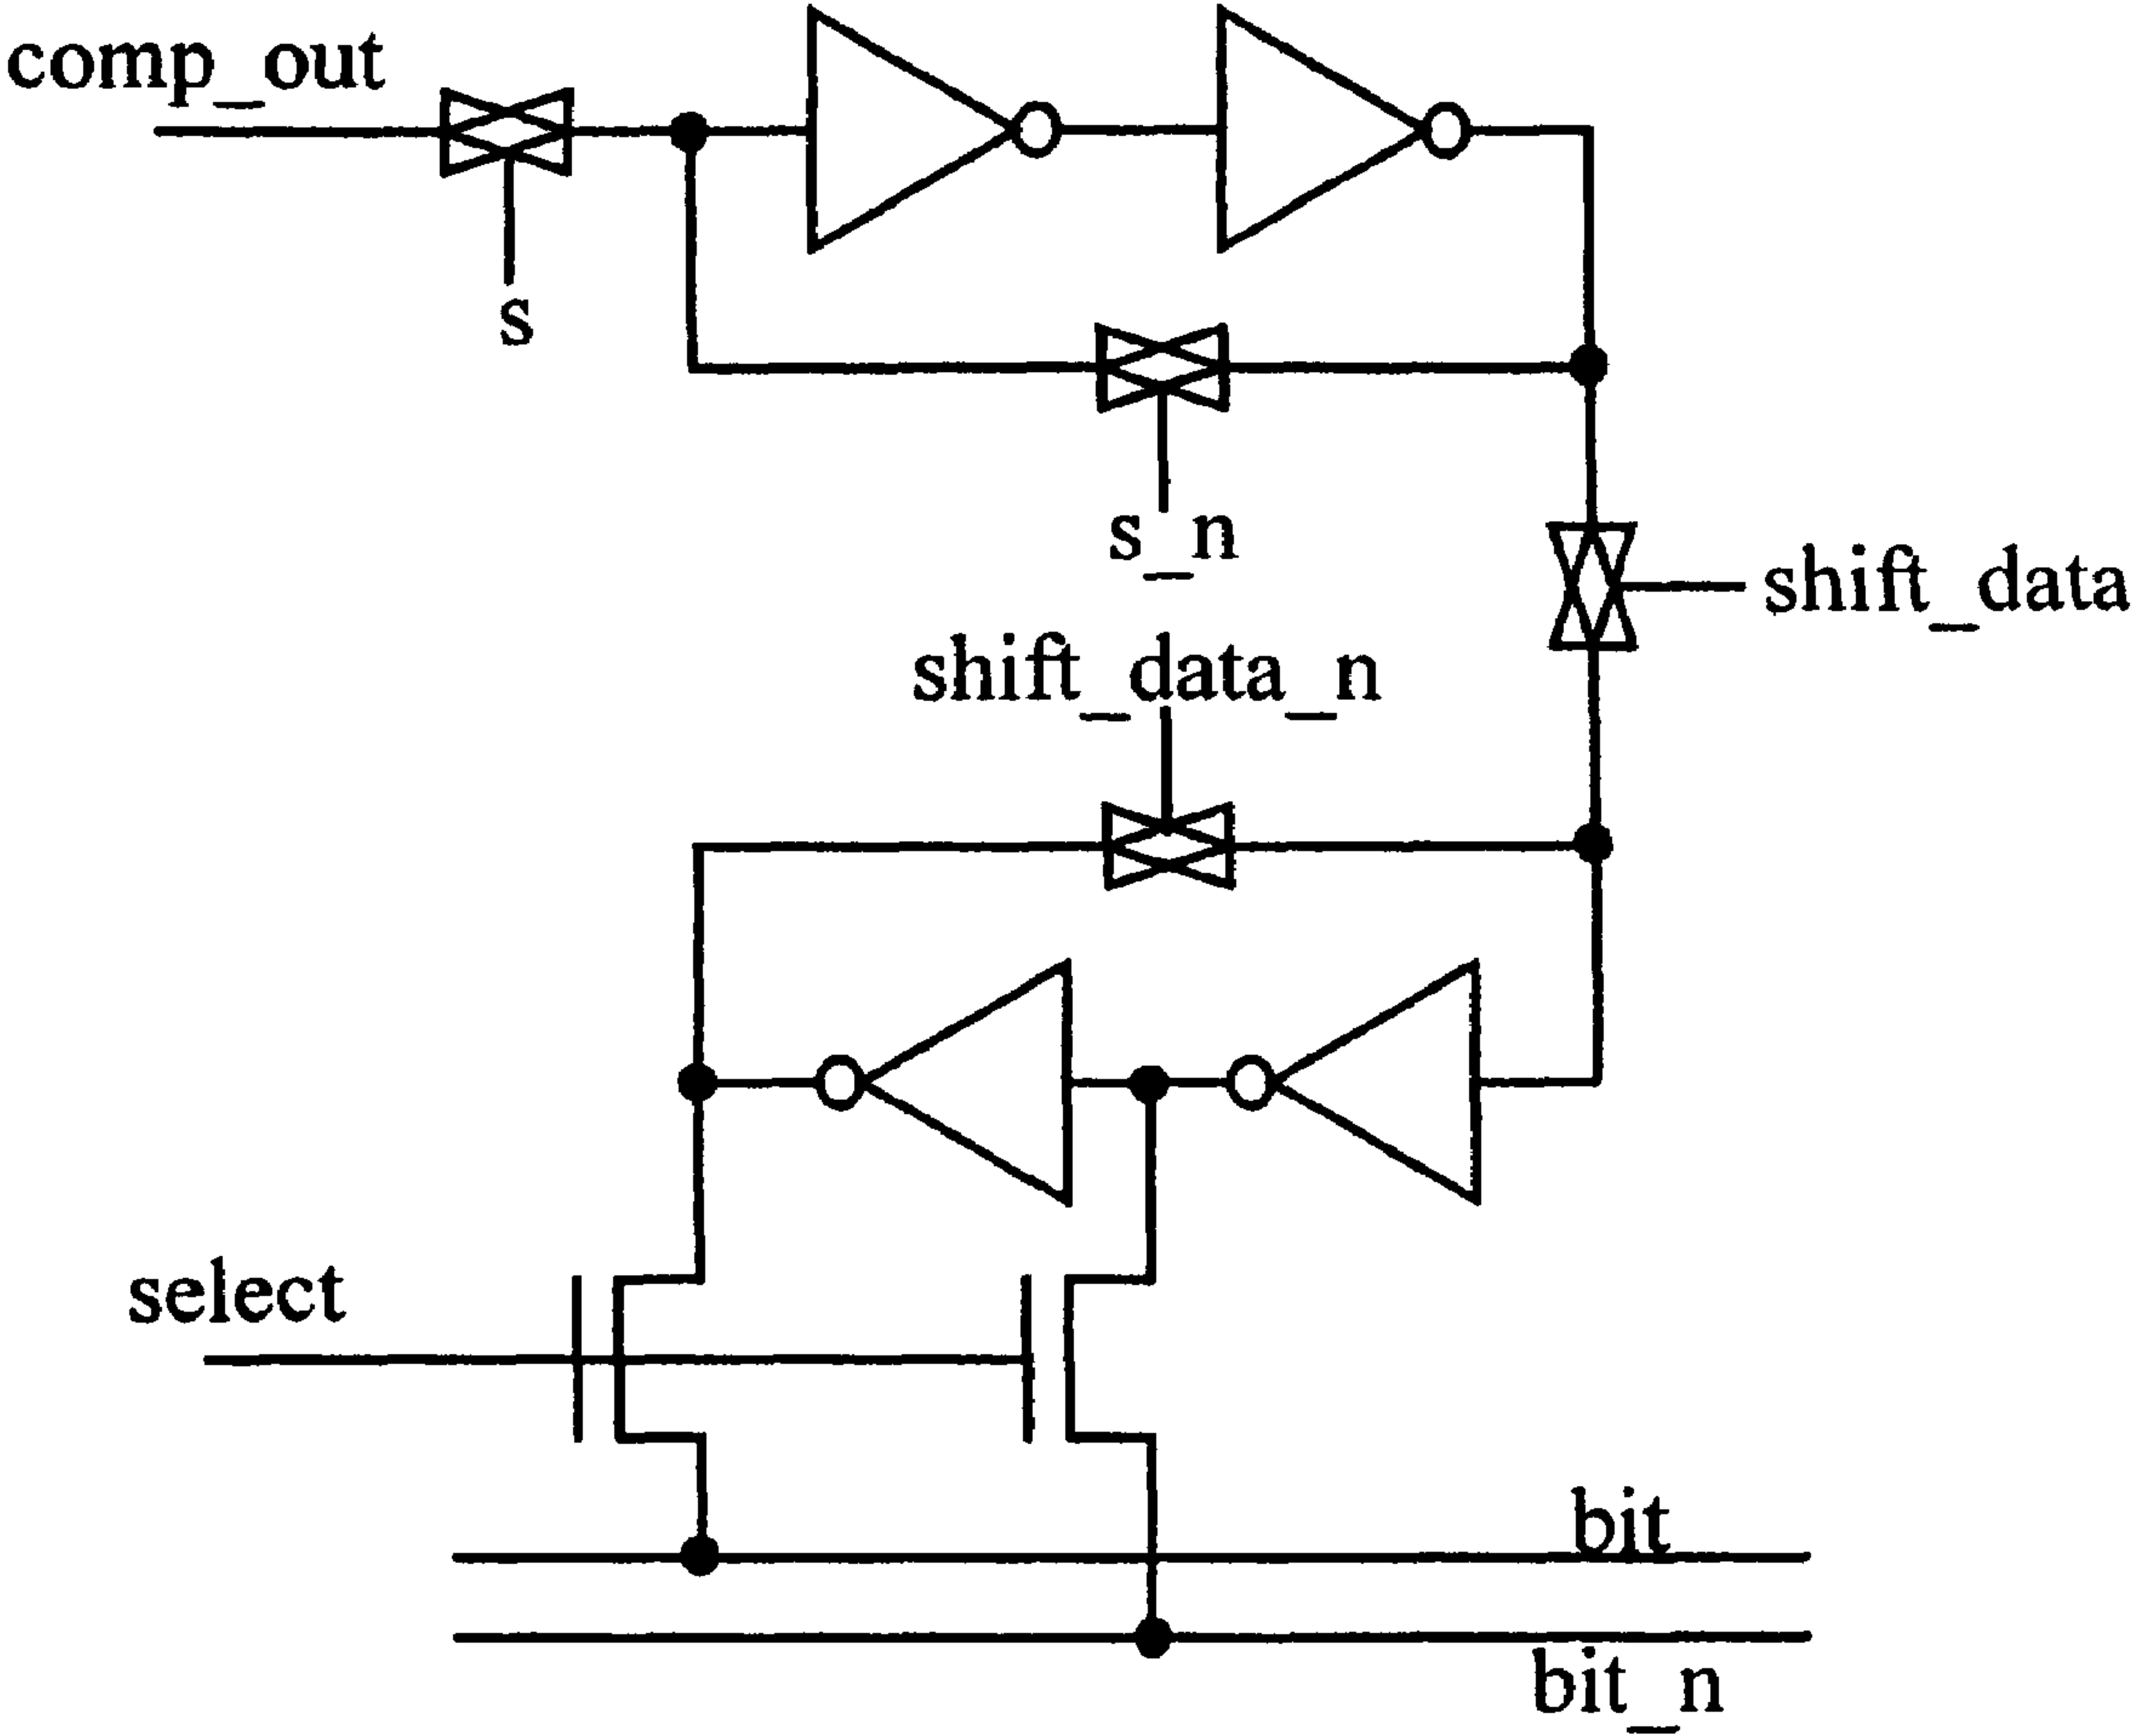 comp_out
s
s_n
shift_data
shift_data_n
select
bit
bit_n